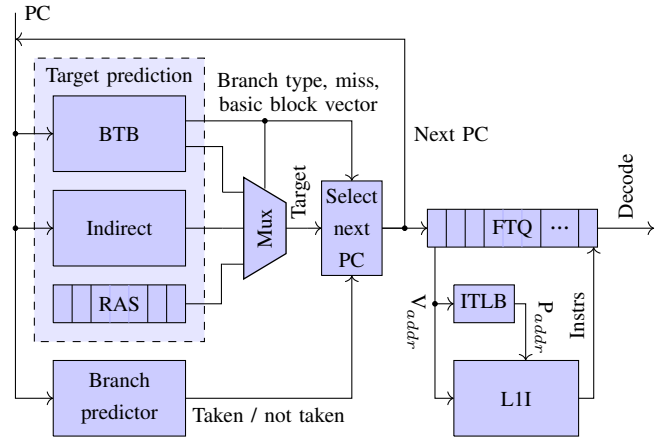 PC
Target prediction
Branch type, miss,
basic block vector
BTB
Next PC
Indirect
Mux
Target
Select
next
PC
FTQ
...
Decode
RAS
V_addr
ITLB
P_addr
Instrs
Branch
predictor
Taken / not taken
L1I